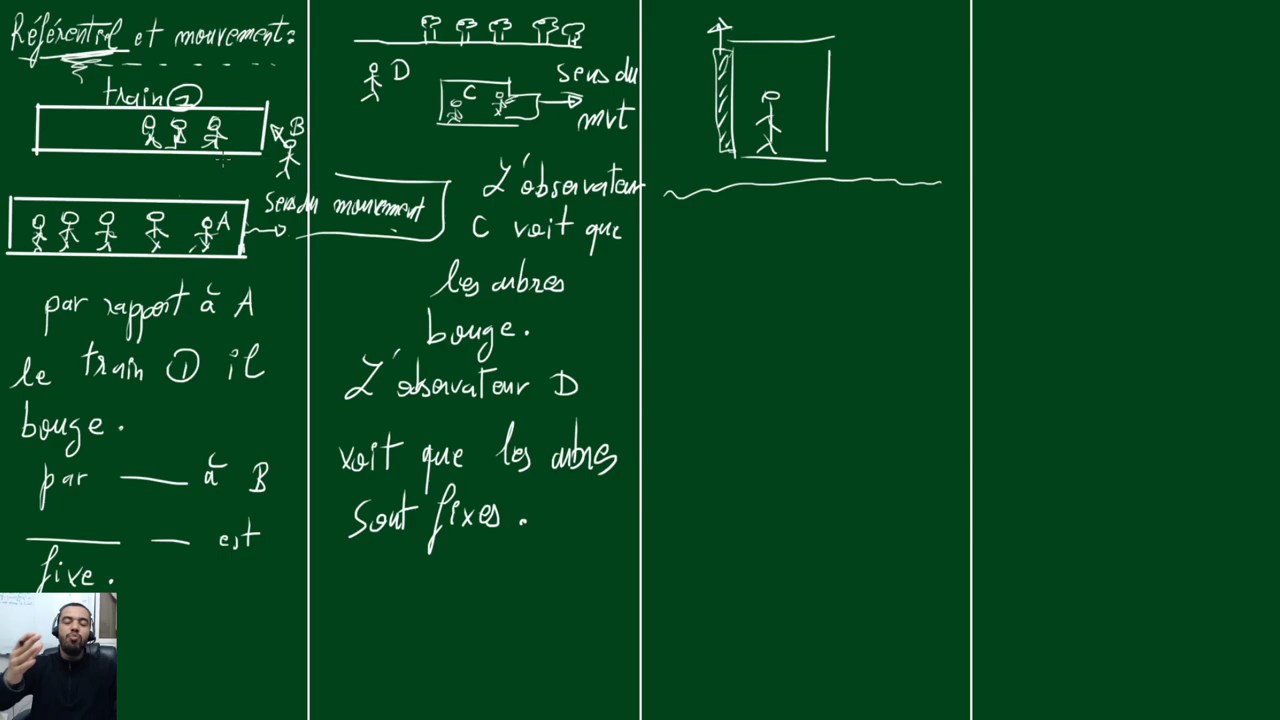 Référentiel et mouvement:
train 1
B
A
Sens du mouvement
par rapport à A
le train 1 il
bouge.
par —— à B
—— — est
fixe.
D
C
sens du
mvt
L'observateur
C voit que
les arbres
bouge.
L'observateur D
voit que les arbres
sont fixes.